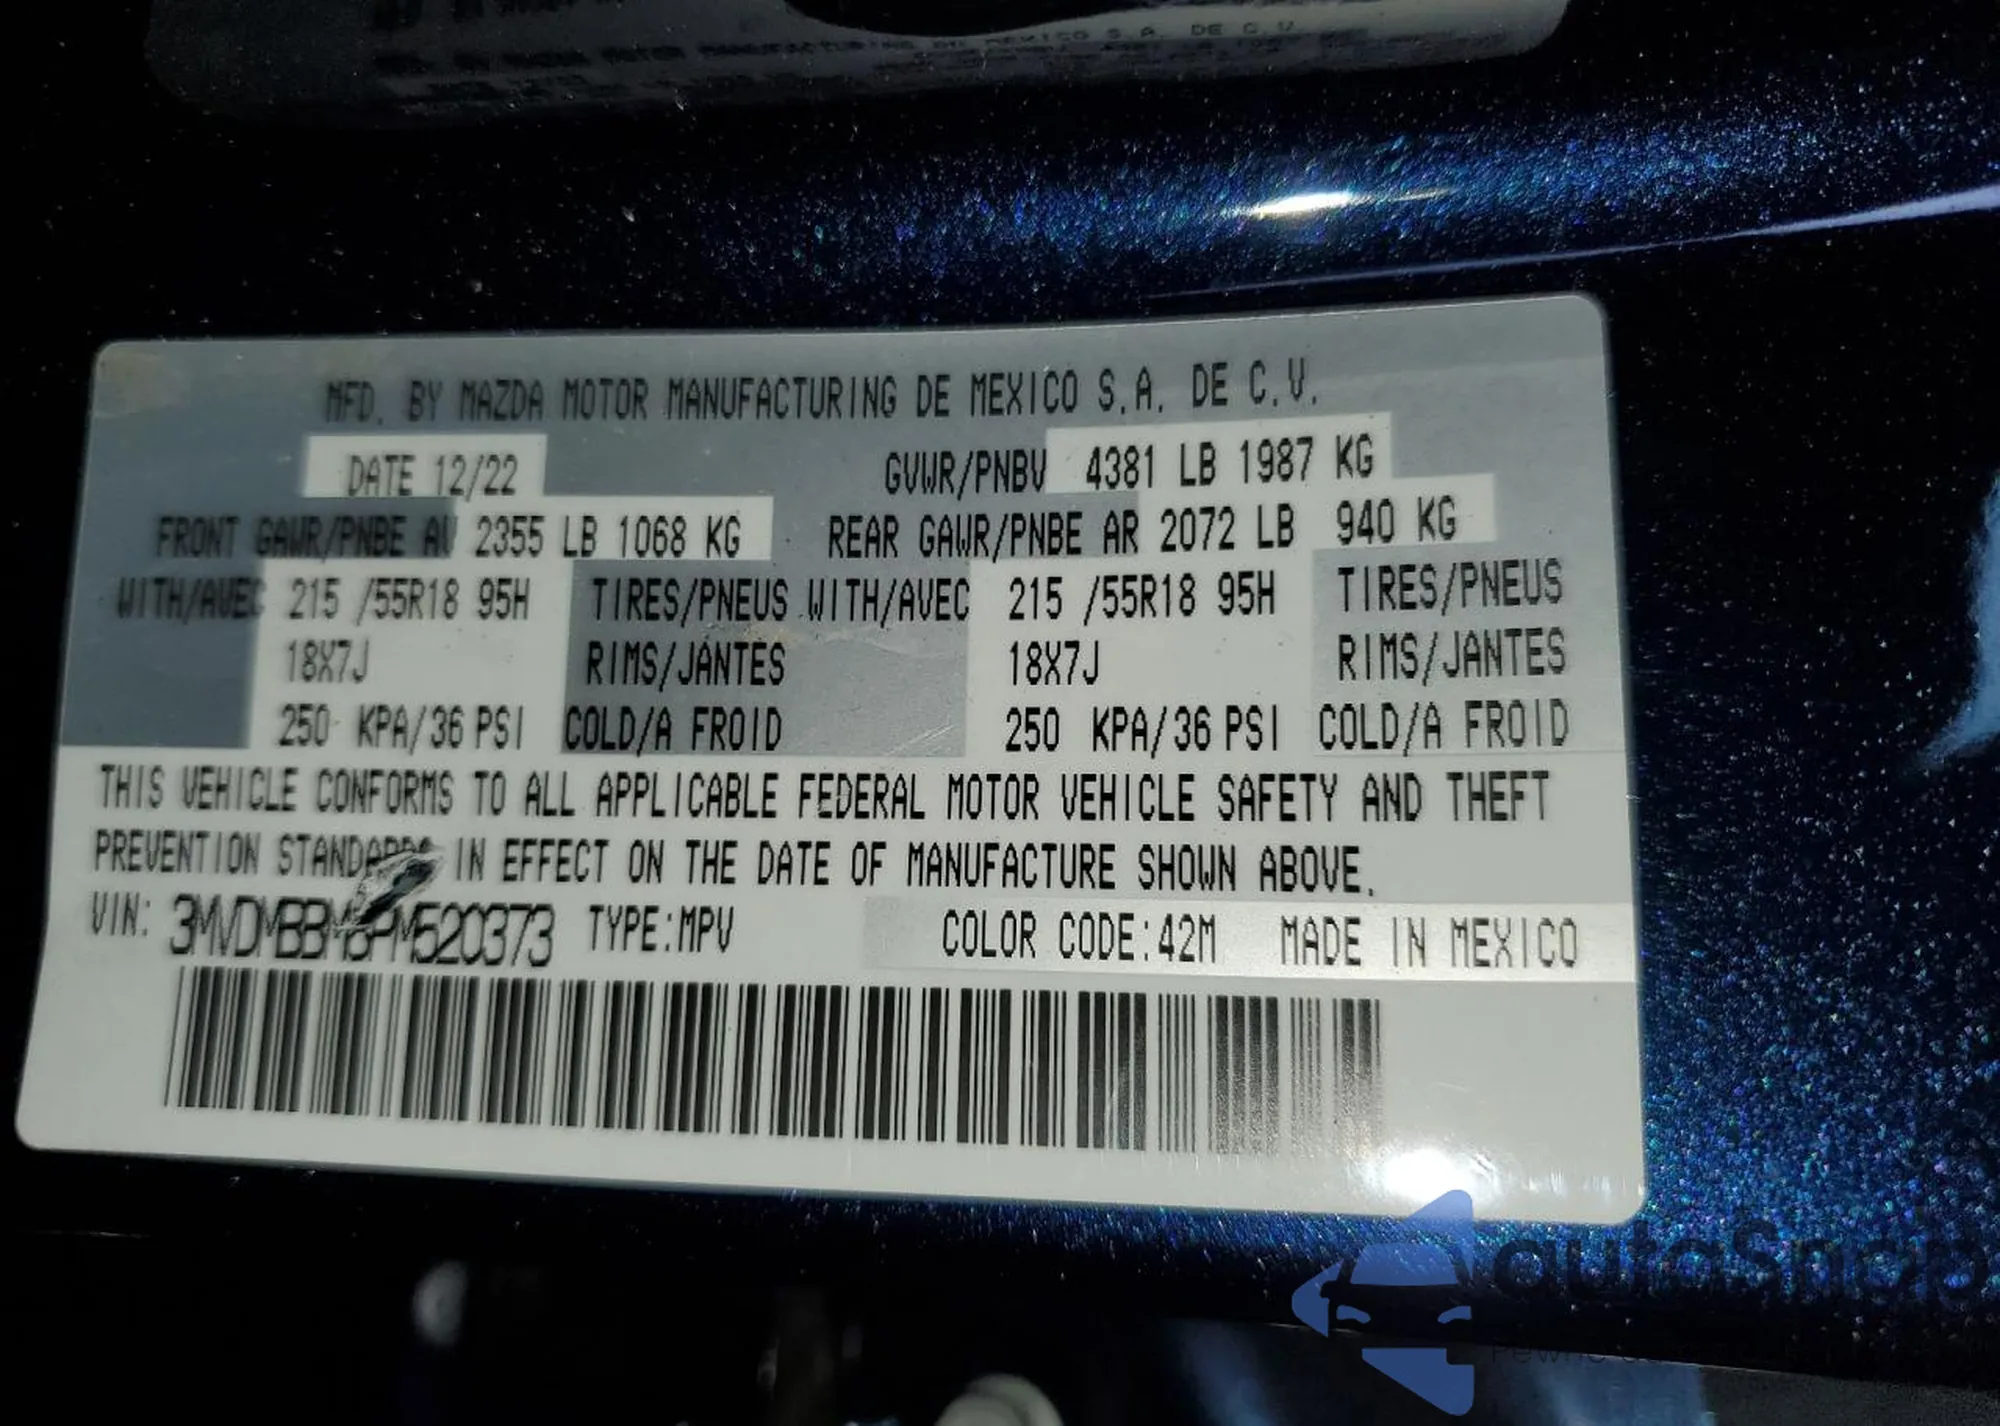 MANUFACTURING DE MEXICO S.A. DE C.V.
MFD. BY MAZDA MOTOR MANUFACTURING DE MEXICO S.A. DE C.V.
DATE 12/22 GVWR/PNBV 4381 LB 1987 KG
FRONT GAWR/PNBE AV 2355 LB 1068 KG REAR GAWR/PNBE AR 2072 LB 940 KG
WITH/AVEC 215 /55R18 95H TIRES/PNEUS WITH/AVEC 215 /55R18 95H TIRES/PNEUS
18X7J RIMS/JANTES 18X7J RIMS/JANTES
250 KPA/36 PSI COLD/A FROID 250 KPA/36 PSI COLD/A FROID
THIS VEHICLE CONFORMS TO ALL APPLICABLE FEDERAL MOTOR VEHICLE SAFETY AND THEFT
PREVENTION STANDARDS IN EFFECT ON THE DATE OF MANUFACTURE SHOWN ABOVE.
VIN: 3MVDMBBM6PM520373 TYPE:MPV COLOR CODE:42M MADE IN MEXICO